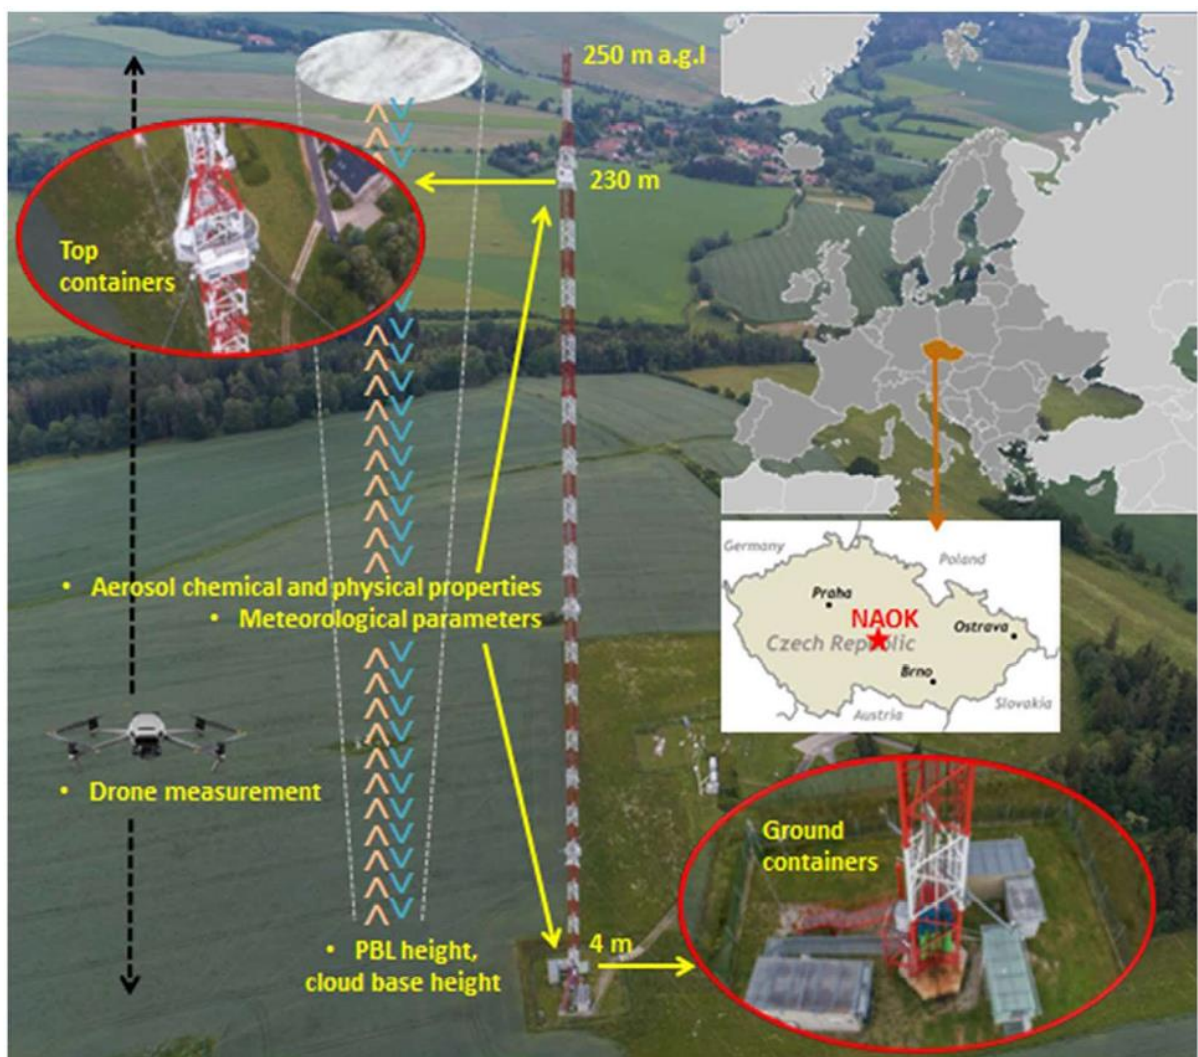 250 m a.g.l
230 m
Top
containers
• Aerosol chemical and physical properties
• Meteorological parameters
• Drone measurement
• PBL height,
cloud base height
4 m
Germany
Poland
Praha
NAOK
Ostrava
Czech Republic
Brno
Slovakia
Austria
Ground
containers